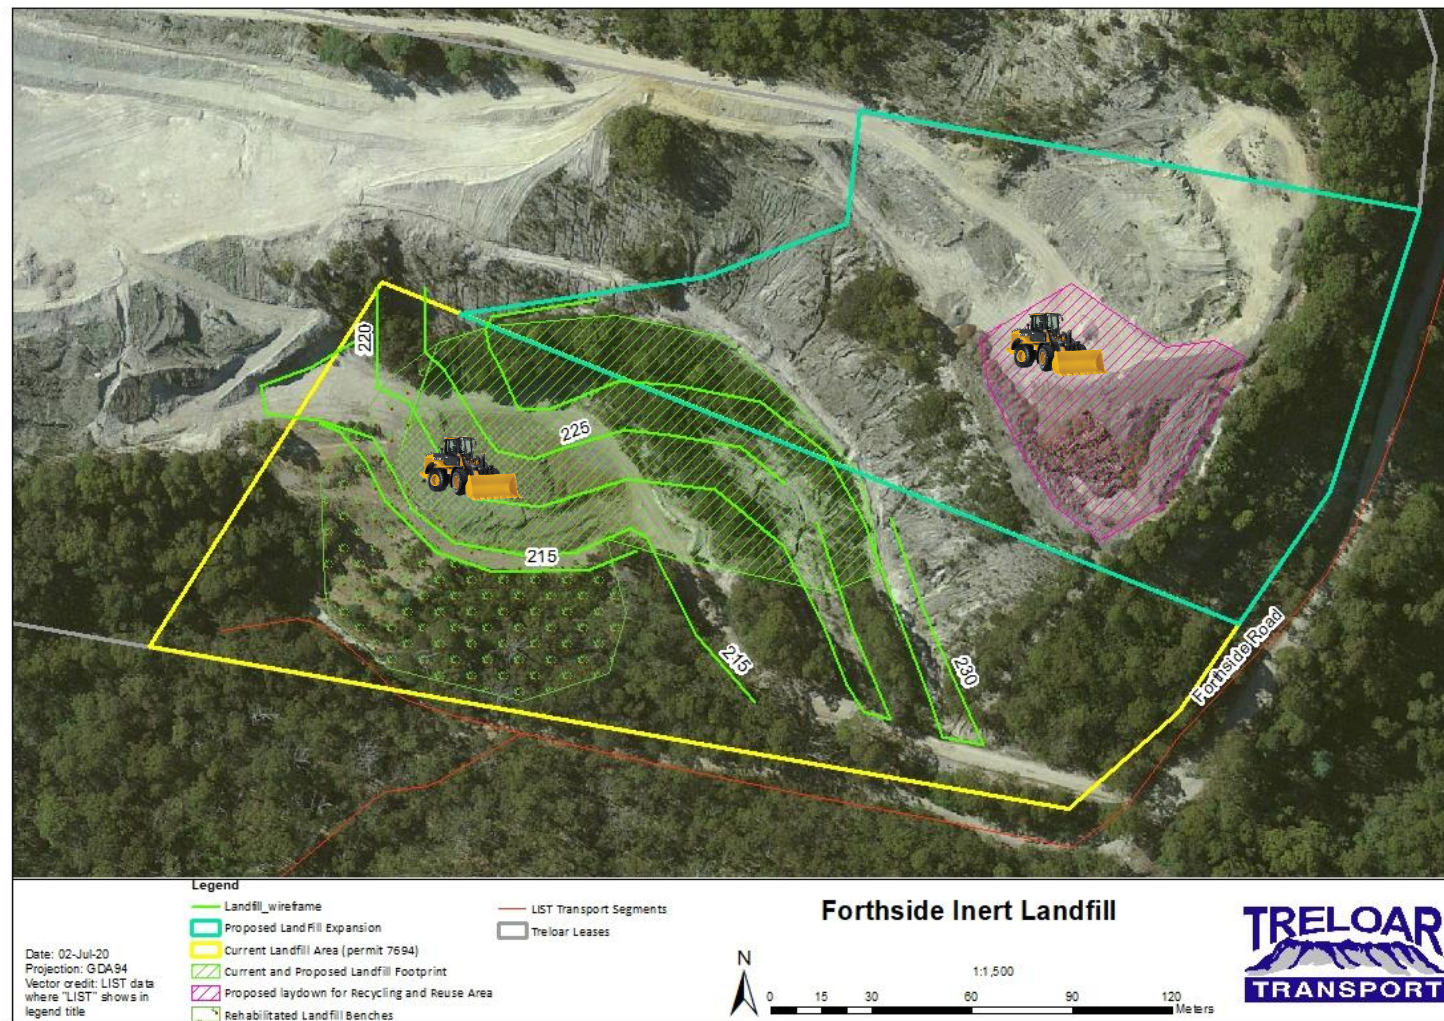 220
225
215
215
230
Forthside Road
Legend
Landfill_wireframe
Proposed LandFill Expansion
Current Landfill Area (permit 7694)
Current and Proposed Landfill Footprint
Proposed laydown for Recycling and Reuse Area
Rehabilitated Landfill Benches
LIST Transport Segments
Treloar Leases
Date: 02-Jul-20
Projection: GDA94
Vector credit: LIST data
where "LIST" shows in
legend title
Forthside Inert Landfill
N
1:1,500
0 15 30 60 90 120
Meters
TRELOAR
TRANSPORT